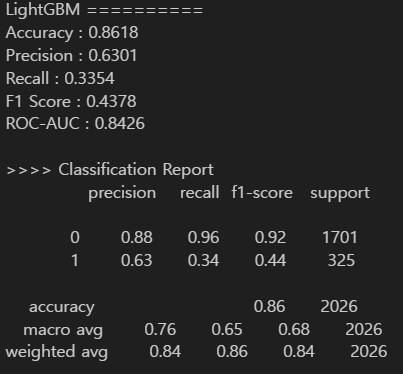 LightGBM ==========
Accuracy : 0.8618
Precision : 0.6301
Recall : 0.3354
F1 Score : 0.4378
ROC-AUC : 0.8426
>>>> Classification Report
precision recall f1-score support
0 0.88 0.96 0.92 1701
1 0.63 0.34 0.44 325
accuracy 0.86 2026
macro avg 0.76 0.65 0.68 2026
weighted avg 0.84 0.86 0.84 2026